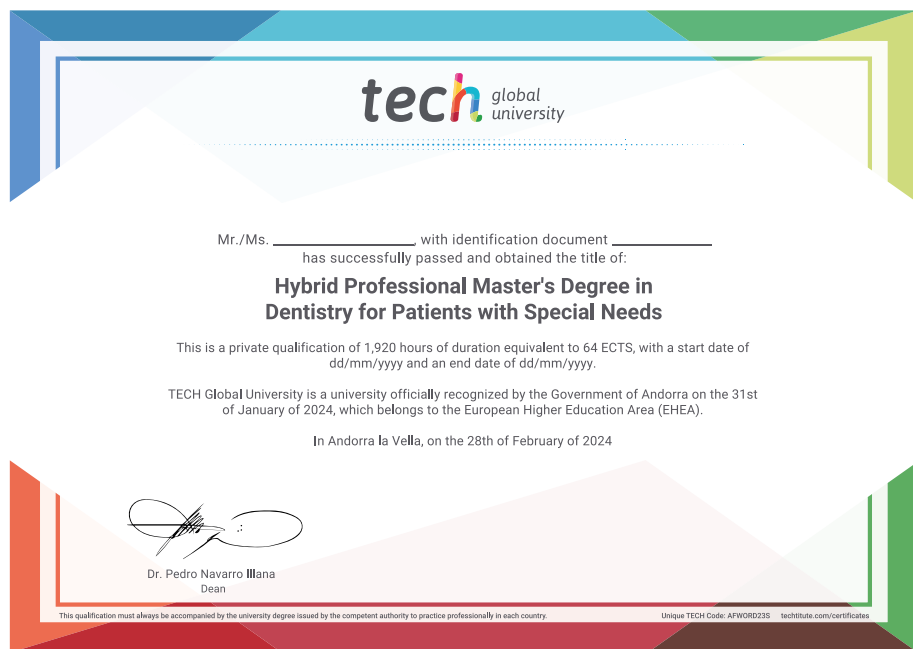 tech global university
Mr./Ms. ____________, with identification document ____________
has successfully passed and obtained the title of:
Hybrid Professional Master's Degree in
Dentistry for Patients with Special Needs
This is a private qualification of 1,920 hours of duration equivalent to 64 ECTS, with a start date of
dd/mm/yyyy and an end date of dd/mm/yyyy.
TECH Global University is a university officially recognized by the Government of Andorra on the 31st
of January of 2024, which belongs to the European Higher Education Area (EHEA).
In Andorra la Vella, on the 28th of February of 2024
Dr. Pedro Navarro Illana
Dean
This qualification must always be accompanied by the university degree issued by the competent authority to practice professionally in each country.
Unique TECH Code: AFWORD23S techtitute.com/certificates